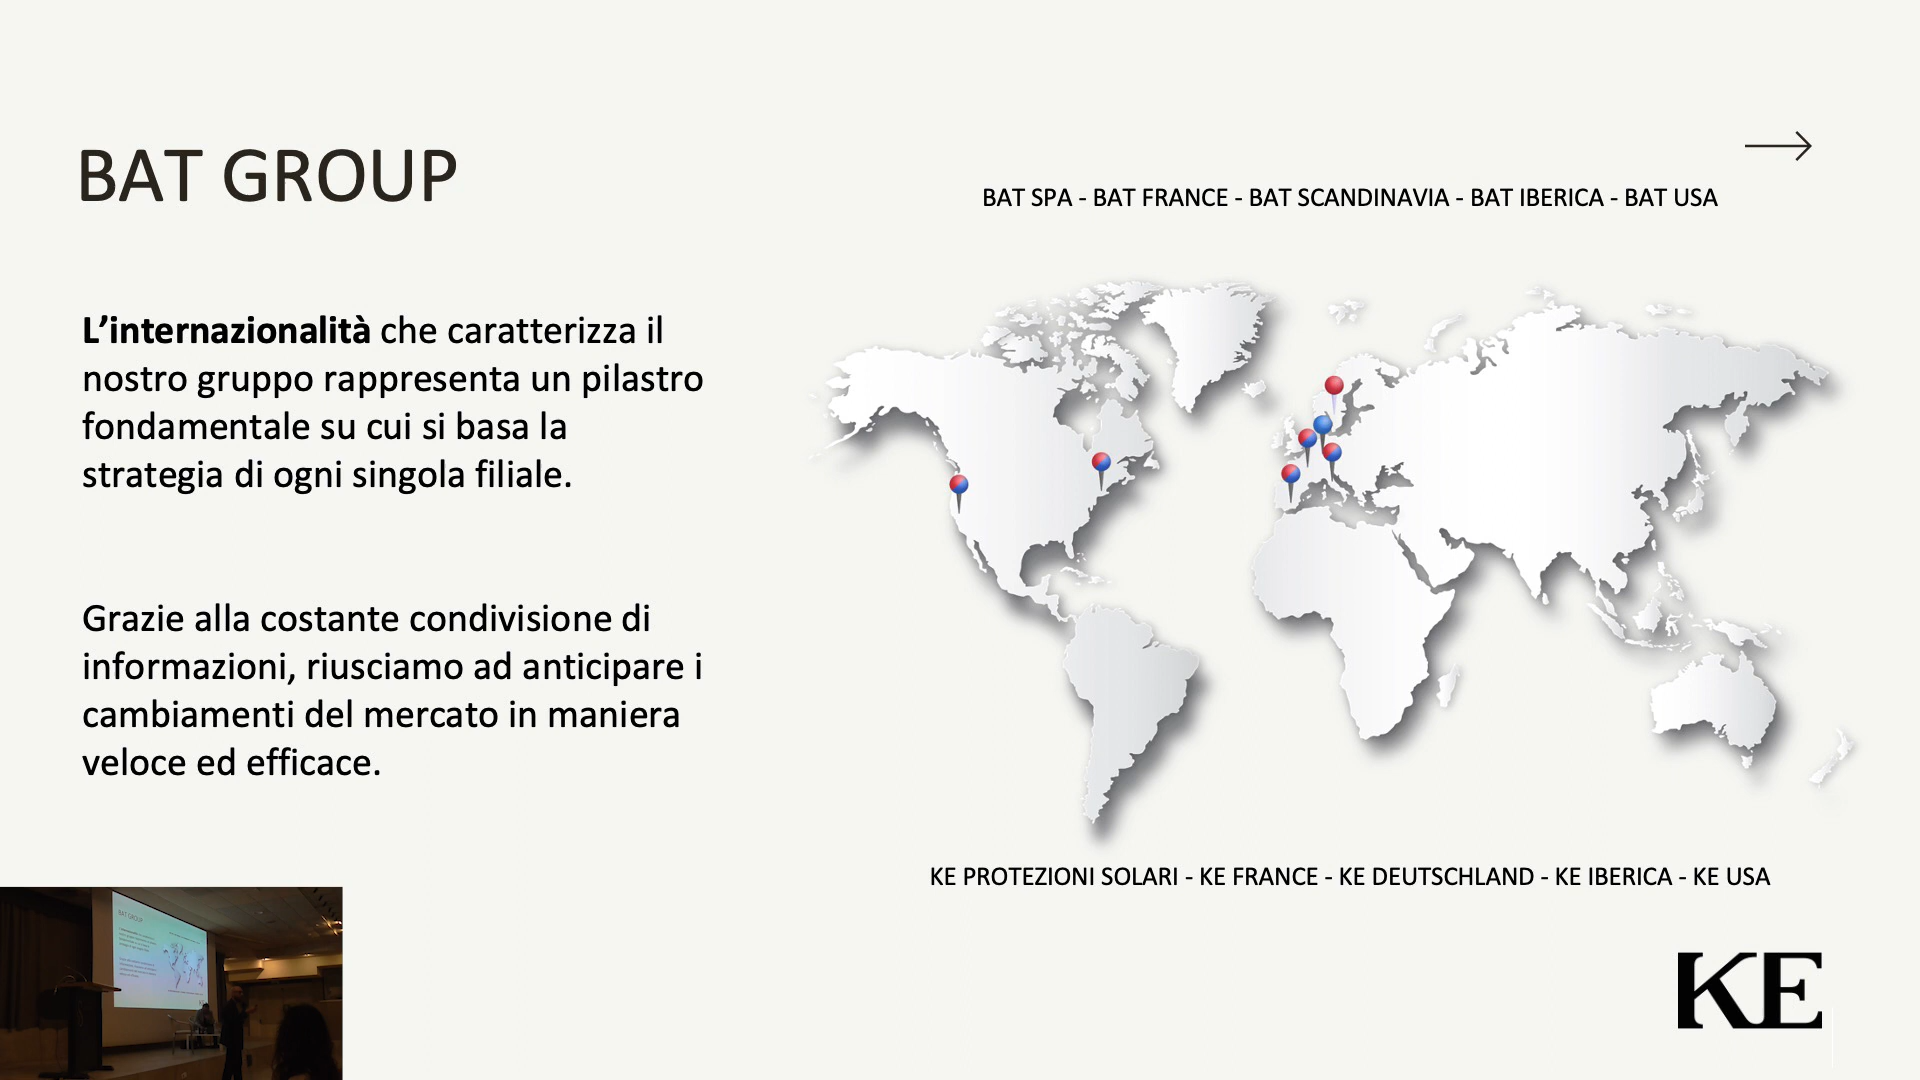 BAT GROUP
BAT SPA - BAT FRANCE - BAT SCANDINAVIA - BAT IBERICA - BAT USA
L’internazionalità che caratterizza il
nostro gruppo rappresenta un pilastro
fondamentale su cui si basa la
strategia di ogni singola filiale.
Grazie alla costante condivisione di
informazioni, riusciamo ad anticipare i
cambiamenti del mercato in maniera
veloce ed efficace.
KE PROTEZIONI SOLARI - KE FRANCE - KE DEUTSCHLAND - KE IBERICA - KE USA
KE
BAT GROUP